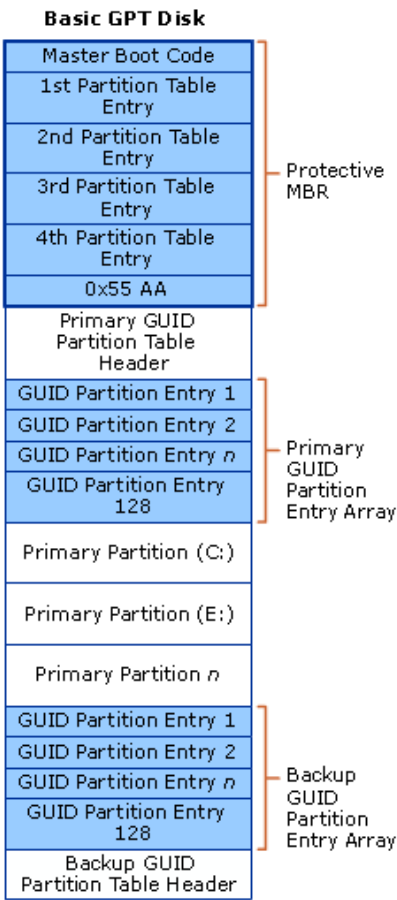 Basic GPT Disk
Master Boot Code
1st Partition Table
Entry
2nd Partition Table
Entry
3rd Partition Table
Entry
4th Partition Table
Entry
0x55 AA
Protective
MBR
Primary GUID
Partition Table
Header
GUID Partition Entry 1
GUID Partition Entry 2
GUID Partition Entry n
GUID Partition Entry
128
Primary
GUID
Partition
Entry Array
Primary Partition (C:)
Primary Partition (E:)
Primary Partition n
GUID Partition Entry 1
GUID Partition Entry 2
GUID Partition Entry n
GUID Partition Entry
128
Backup
GUID
Partition
Entry Array
Backup GUID
Partition Table Header